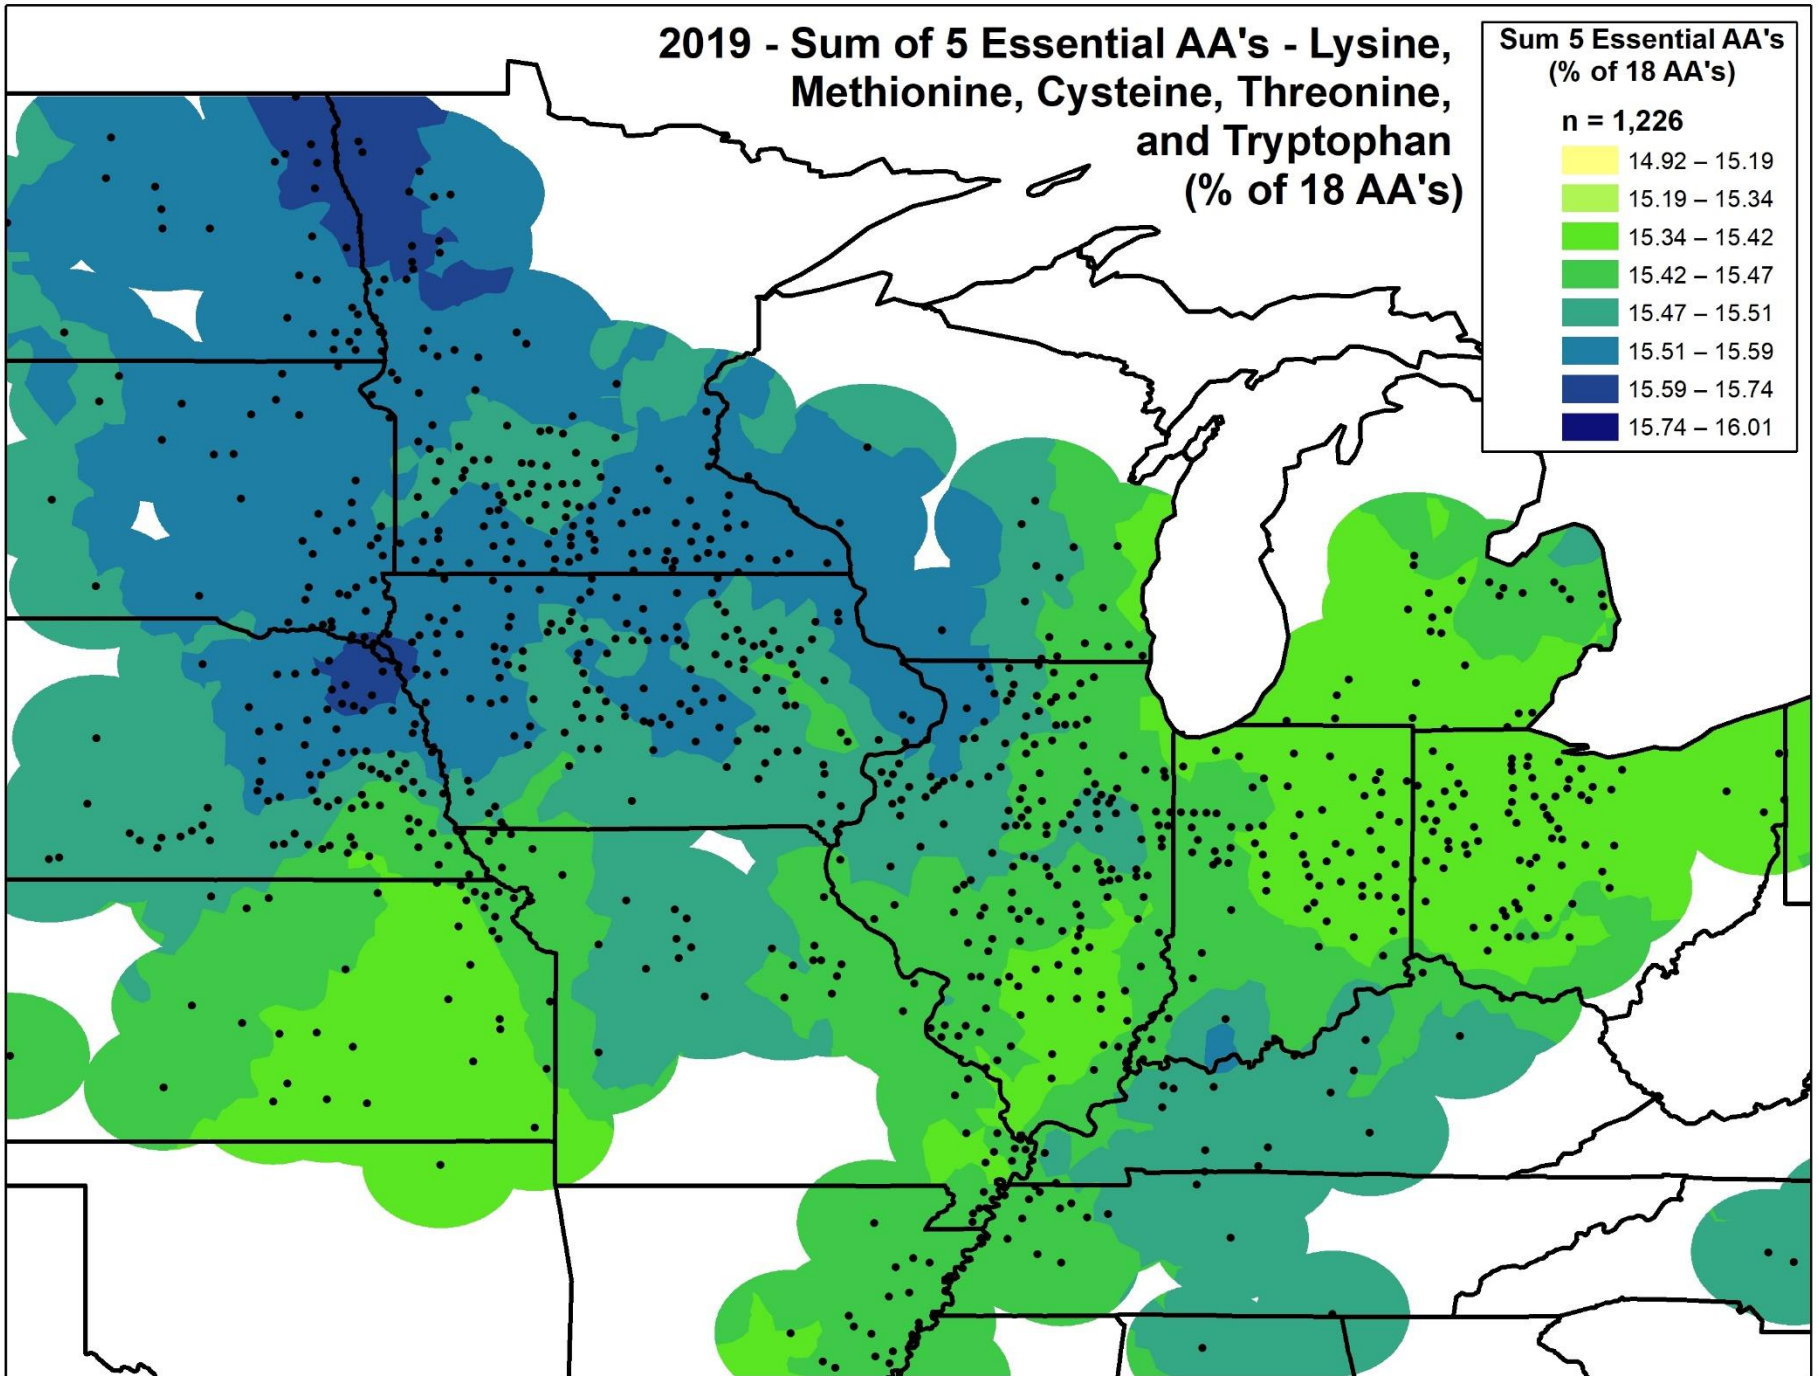 2019 - Sum of 5 Essential AA's - Lysine,
Methionine, Cysteine, Threonine,
and Tryptophan
(% of 18 AA's)
Sum 5 Essential AA's
(% of 18 AA's)
n = 1,226
14.92 – 15.19
15.19 – 15.34
15.34 – 15.42
15.42 – 15.47
15.47 – 15.51
15.51 – 15.59
15.59 – 15.74
15.74 – 16.01